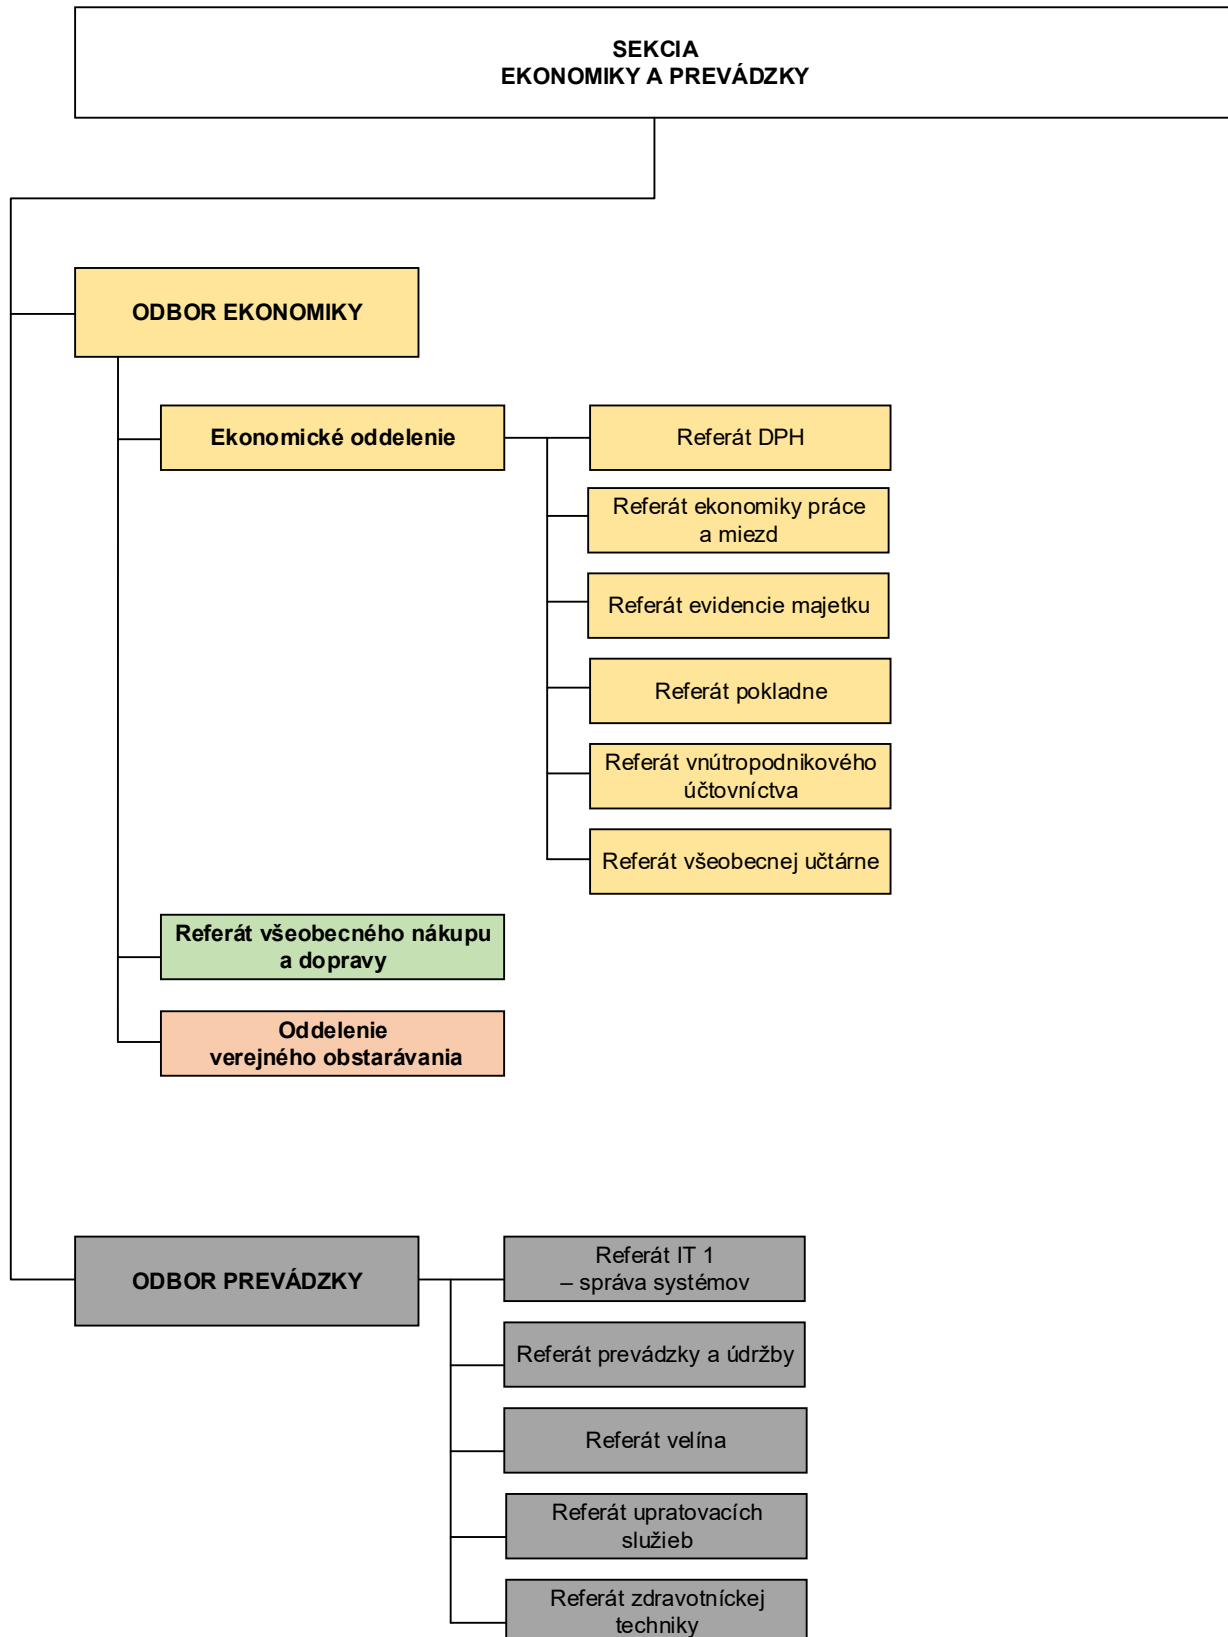 SEKCIA
EKONOMIKY A PREVÁDZKY
ODBOR EKONOMIKY
Ekonomické oddelenie
Referát DPH
Referát ekonomiky práce
a miezd
Referát evidencie majetku
Referát pokladne
Referát vnútropodnikového
účtovníctva
Referát všeobecnej učtárne
Referát všeobecného nákupu
a dopravy
Oddelenie
verejného obstarávania
ODBOR PREVÁDZKY
Referát IT 1
– správa systémov
Referát prevádzky a údržby
Referát velína
Referát upratovacích
služieb
Referát zdravotníckej
techniky